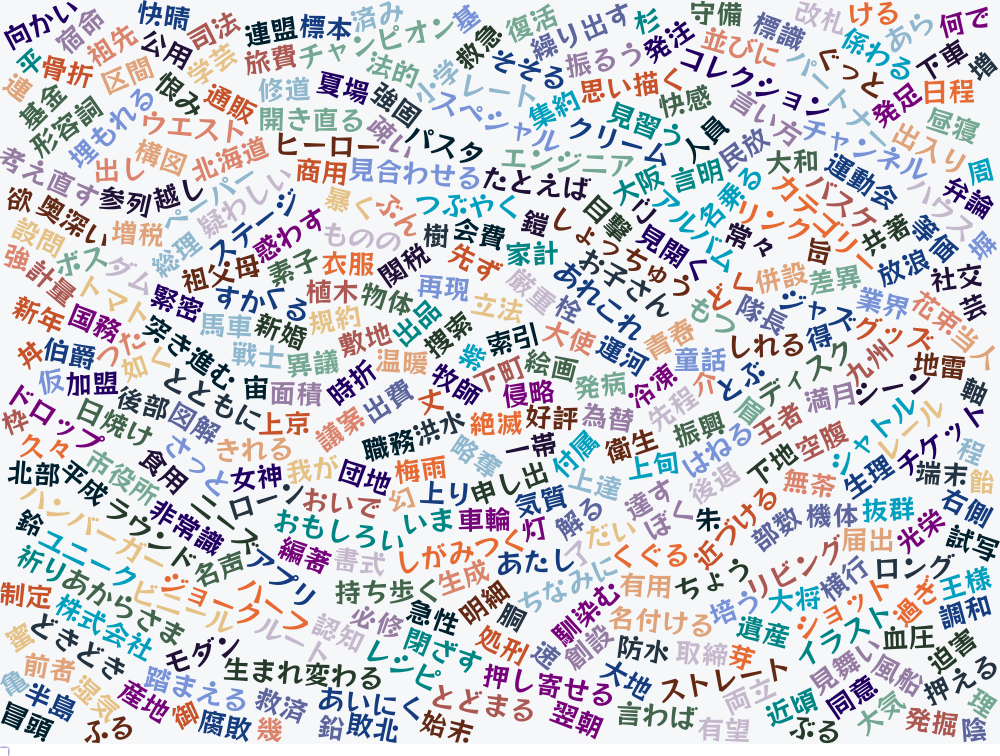 向かい
宿命
快晴
司法
連盟
標本
済み
チャンピオン
基
救急
復活
繰り出す
杉
守備
標識
改札
ける
係わる
あら
何で
平
骨折
祖先
公用
学芸
旅費
法的
そそる
振るう
発注
並びに
コレクション
パートナー
ぐっと
下車
増
運
基金
区間
恨み
通販
修道
夏場
強固
小学
レート
スペシャル
集約
思い描く
快感
言い方
チャンネル
発足
日程
形容詞
埋もれる
ウエスト
開き直る
疎い
パスタ
クリーム
見習う
人員
民放
大和
運動会
出入り
昼寝
周
考え直す
出し
構図
北海道
ヒーロー
商用
見合わせる
エンジニア
たとえば
大阪
言明
名乗る
カテゴリー
バスケ
ハウス
弁論
欲
奥深い
参列
越し
ペーパー
疑わしい
ステージ
暴く
ぶん
つぶやく
鎧
しょっちゅう
目撃
門
アルバム
リンク
常々
旨
共著
等価
塀
設問
増税
総理
惑わす
ものの
樹
会費
家計
お子さん
見開く
放浪
社交
強
計量
ボス
ダム
祖父母
素子
衣服
関税
先ず
厳重
栓
あれこれ
どく
併設
差異
業界
花束
芸
新年
国務
トマト
緊密
すかぐる
植木
物体
出品
再現
立法
大使
もつ
隊長
ジャズ
得
グッズ
当人
丼
伯爵
うた
如く
突き進む
馬車
新婚
規約
敷地
捜索
索引
運河
青春
童話
しれる
ディスク
九州
地雷
仮
加盟
とともに
戦士
異議
温暖
紫
下町
絵画
発病
冷凍
介
とぶ
盲
満月
シーン
軸
ドロップ
枠
日焼け
後部
図解
宙
面積
時折
出費
丈
牧師
侵略
好評
為替
先程
振興
王者
空腹
シャトル
レール
チケット
久々
さっと
きれる
上京
議案
職務
洪水
絶滅
一帯
付属
衛生
はねる
下地
無茶
生理
端末
程
飴
北部
平成
市役所
食用
ニーズ
ローン
女神
我が
団地
梅雨
略奪
申し出
上達
上旬
後退
右側
ハンバーガー
ラウンド
非常識
おいで
幻
上り
気質
解る
達す
ばく
朱
近づける
部数
機体
抜群
光栄
試写
鈴
ユニーク
名声
アプリ
おもしろい
いま
車輪
灯
だい
くぐる
リビング
届出
ロング
祈り
あからさま
ビニール
ジョーク
ハーフ
編著
書式
しがみつく
あたし
了
ちなみに
有用
ちょう
大将
横行
王様
制定
株式会社
ルート
持ち歩く
生成
明細
胴
馴染む
名付ける
培う
ショット
過ぎ
調和
蜜
どきどき
モダン
認知
必修
急性
閉ざす
処刑
速
創設
防水
取締
芽
遺産
イラスト
血圧
迫害
亀
前者
湿気
産地
踏まえる
生まれ変わる
レシピ
押し寄せる
大地
ストレート
見舞い
風船
押える
半島
御
救済
あいにく
とどまる
翌朝
言わば
両立
近頃
同意
大気
理
冒頭
ふる
腐敗
幾
鉛
敗北
始末
有望
ぶる
発掘
陰